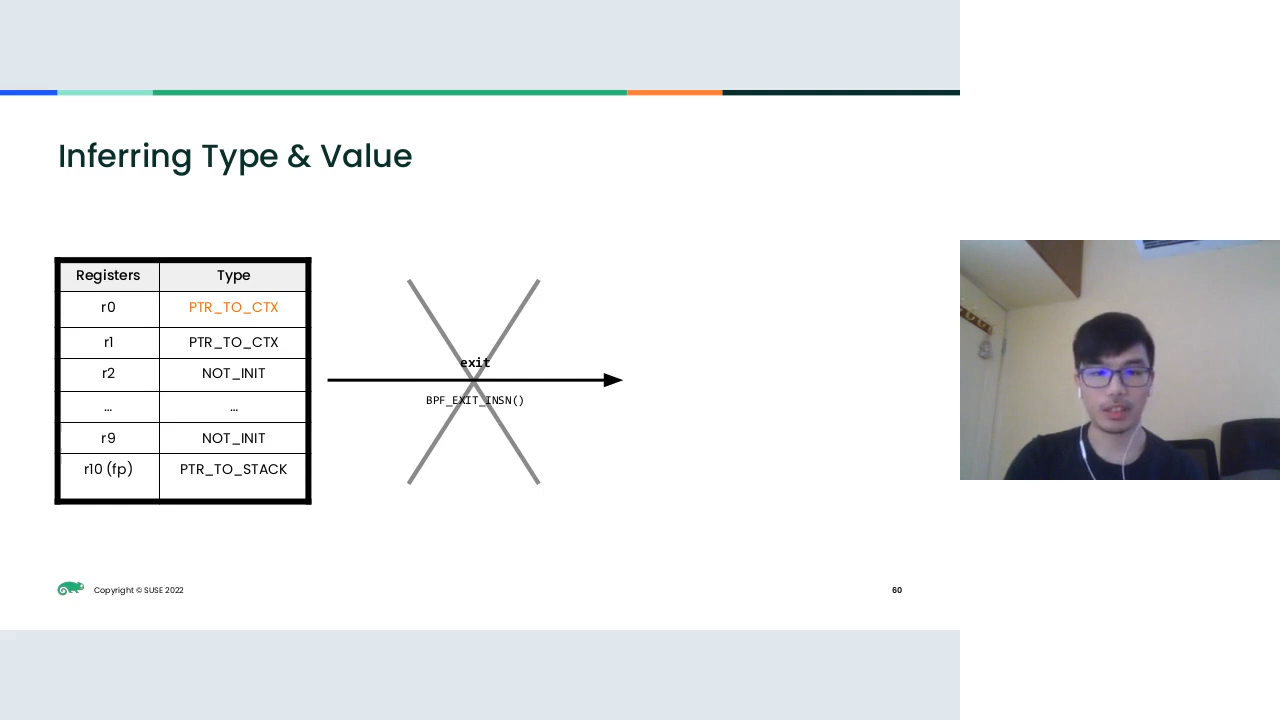 Inferring Type & Value
Registers Type
r0 PTR_TO_CTX
r1 PTR_TO_CTX
r2 NOT_INIT
... ...
r9 NOT_INIT
r10 (fp) PTR_TO_STACK
exit
BPF_EXIT_INSN()
Copyright © SUSE 2022
60